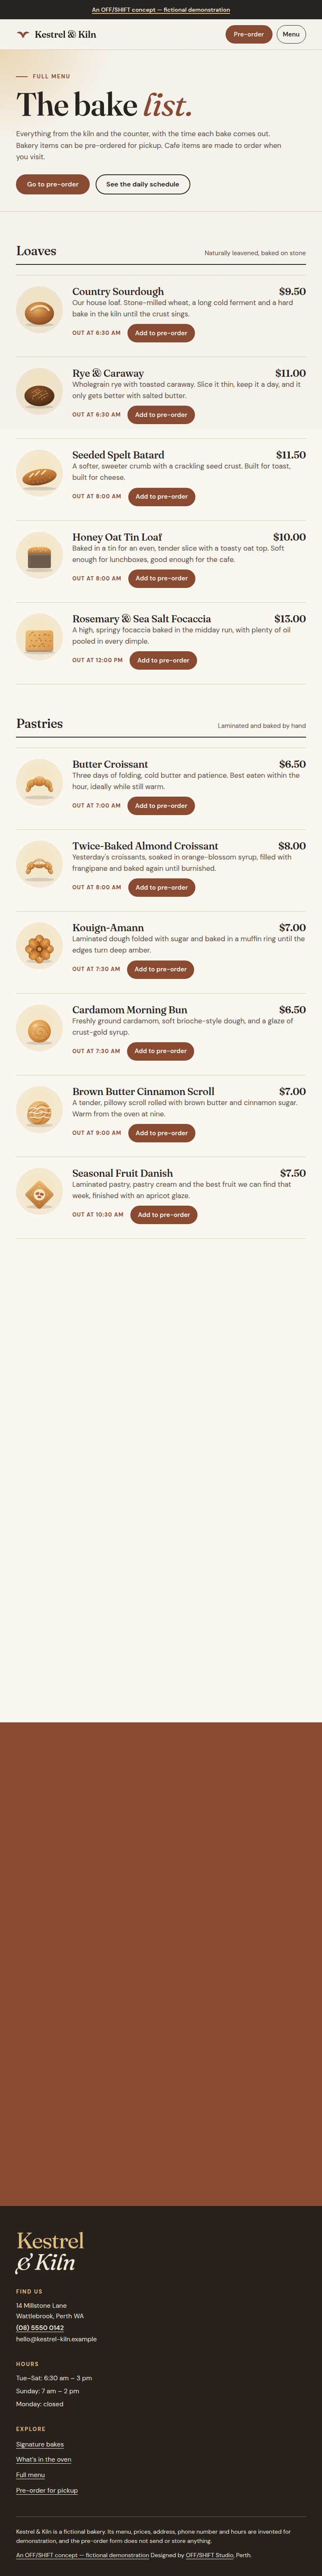 An OFF/SHIFT concept — fictional demonstration
Kestrel & Kiln
Pre-order
Menu
FULL MENU
The bake list.
Everything from the kiln and the counter, with the time each bake comes out.
Bakery items can be pre-ordered for pickup. Cafe items are made to order when
you visit.
Go to pre-order
See the daily schedule
Loaves
Naturally leavened, baked on stone
Country Sourdough
$9.50
Our house loaf. Stone-milled wheat, a long cold ferment and a hard
bake in the kiln until the crust sings.
OUT AT 6:30 AM
Add to pre-order
Rye & Caraway
$11.00
Wholegrain rye with toasted caraway. Slice it thin, keep it a day, and it
only gets better with salted butter.
OUT AT 6:30 AM
Add to pre-order
Seeded Spelt Batard
$11.50
A softer, sweeter crumb with a crackling seed crust. Built for toast,
built for cheese.
OUT AT 8:00 AM
Add to pre-order
Honey Oat Tin Loaf
$10.00
Baked in a tin for an even, tender slice with a toasty oat top. Soft
enough for lunchboxes, good enough for the cafe.
OUT AT 8:00 AM
Add to pre-order
Rosemary & Sea Salt Focaccia
$13.00
A high, springy focaccia baked in the midday run, with plenty of oil
pooled in every dimple.
OUT AT 12:00 PM
Add to pre-order
Pastries
Laminated and baked by hand
Butter Croissant
$6.50
Three days of folding, cold butter and patience. Best eaten within the
hour, ideally while still warm.
OUT AT 7:00 AM
Add to pre-order
Twice-Baked Almond Croissant
$8.00
Yesterday's croissants, soaked in orange-blossom syrup, filled with
frangipane and baked again until burnished.
OUT AT 8:00 AM
Add to pre-order
Kouign-Amann
$7.00
Laminated dough folded with sugar and baked in a muffin ring until the
edges turn deep amber.
OUT AT 7:30 AM
Add to pre-order
Cardamom Morning Bun
$6.50
Freshly ground cardamom, soft brioche-style dough, and a glaze of
crust-gold syrup.
OUT AT 7:30 AM
Add to pre-order
Brown Butter Cinnamon Scroll
$7.00
A tender, pillowy scroll rolled with brown butter and cinnamon sugar.
Warm from the oven at nine.
OUT AT 9:00 AM
Add to pre-order
Seasonal Fruit Danish
$7.50
Laminated pastry, pastry cream and the best fruit we can find that
week, finished with an apricot glaze.
OUT AT 10:30 AM
Add to pre-order
Kestrel
& Kiln
FIND US
14 Millstone Lane
Wattlebrook, Perth WA
(08) 5550 0142
hello@kestrel-kiln.example
HOURS
Tue–Sat: 6:30 am – 3 pm
Sunday: 7 am – 2 pm
Monday: closed
EXPLORE
Signature bakes
What's in the oven
Full menu
Pre-order for pickup
Kestrel & Kiln is a fictional bakery. Its menu, prices, address, phone number and hours are invented for
demonstration, and the pre-order form does not send or store anything.
An OFF/SHIFT concept — fictional demonstration Designed by OFF/SHIFT Studio, Perth.